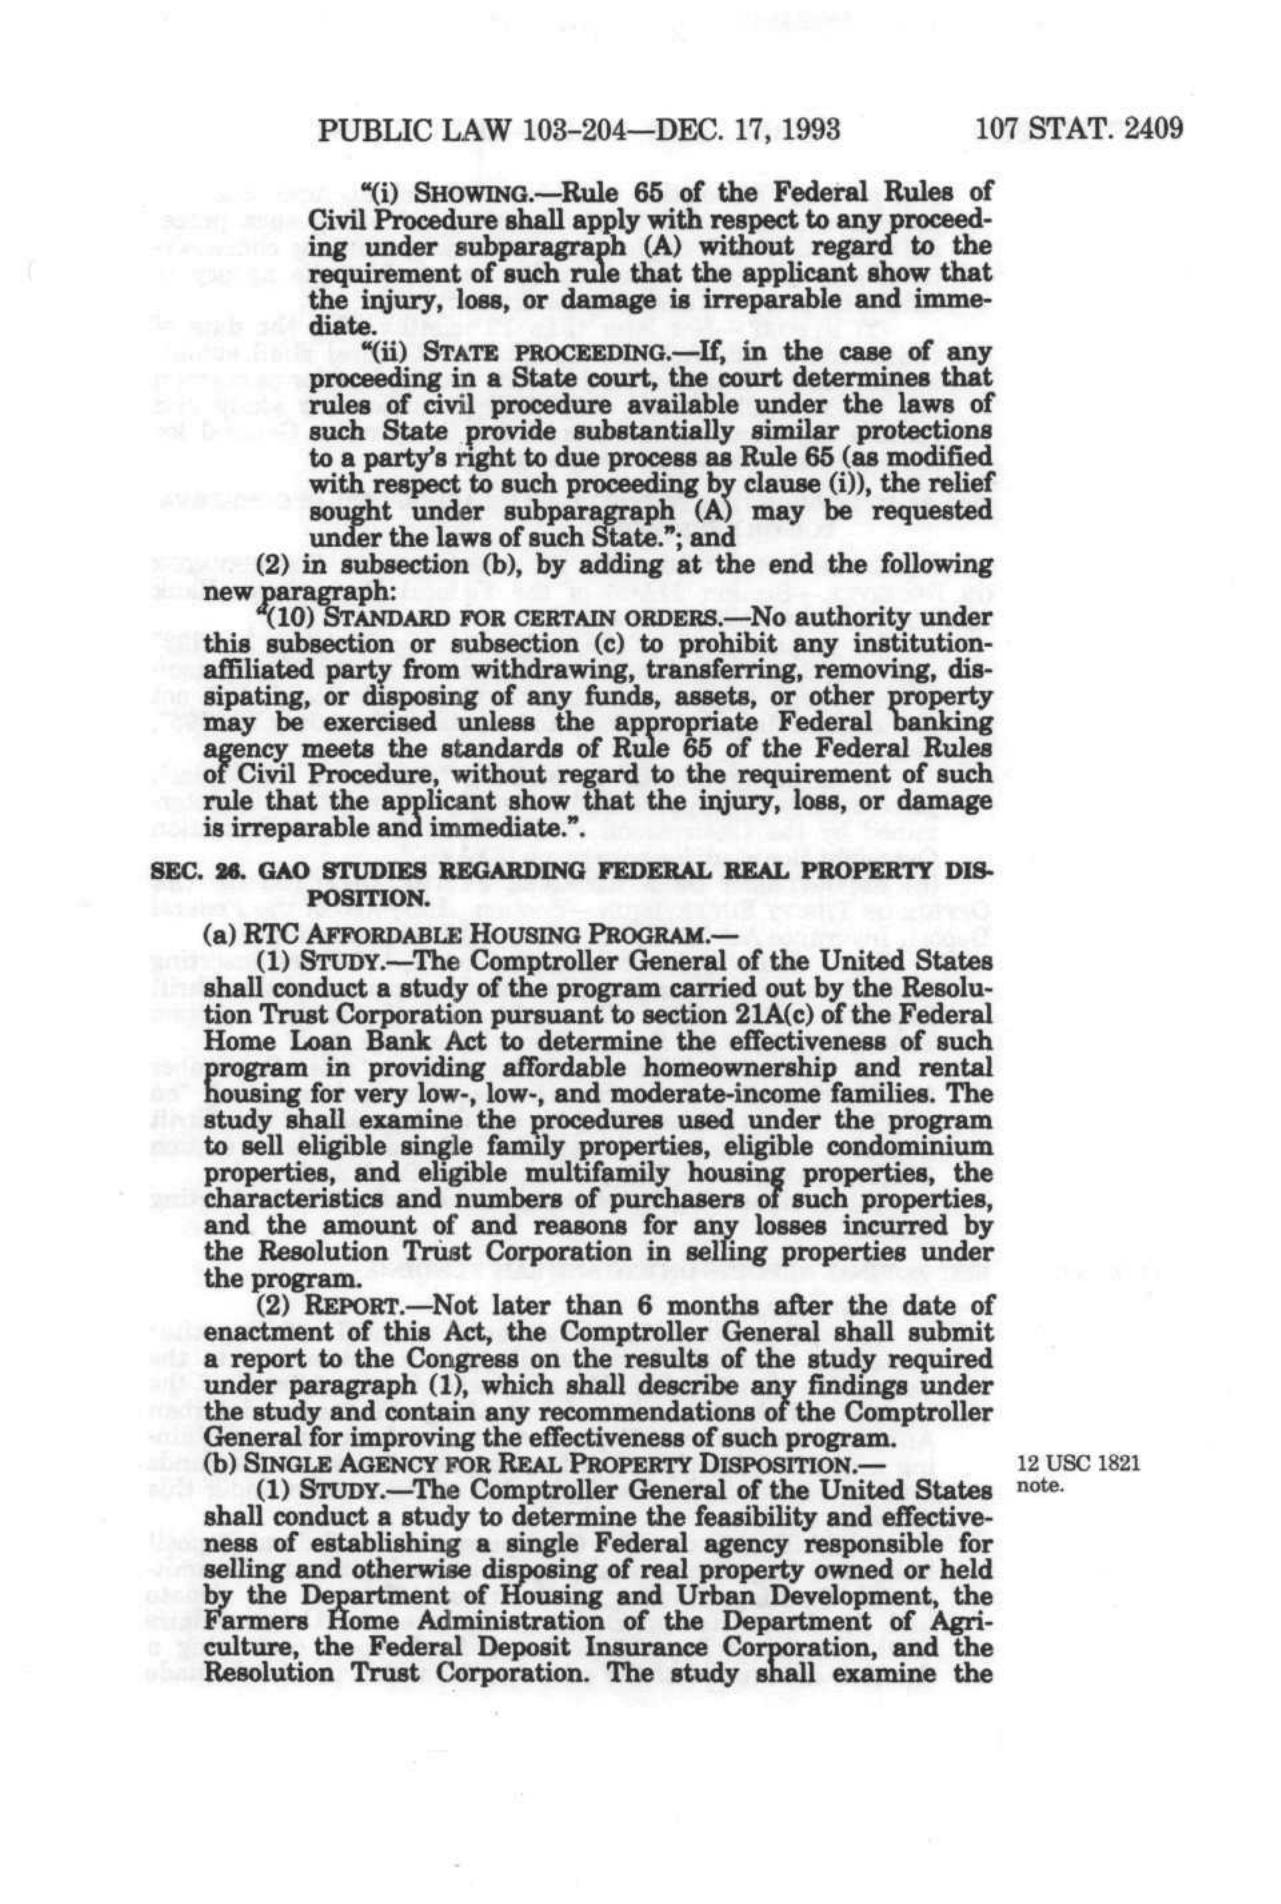 PUBLIC LAW 103–204—DEC. 17, 1993 107 STAT. 2409
“(i) SHOWING.—Rule 65 of the Federal Rules of
Civil Procedure shall apply with respect to any proceed-
ing under subparagraph (A) without regard to the
requirement of such rule that the applicant show that
the injury, loss, or damage is irreparable and imme-
diate.
“(ii) STATE PROCEEDING.—If, in the case of any
proceeding in a State court, the court determines that
rules of civil procedure available under the laws of
such State provide substantially similar protections
to a party's right to due process as Rule 65 (as modified
with respect to such proceeding by clause (i)), the relief
sought under subparagraph (A) may be requested
under the laws of such State.”; and
(2) in subsection (b), by adding at the end the following
new paragraph:
“(10) STANDARD FOR CERTAIN ORDERS.—No authority under
this subsection or subsection (c) to prohibit any institution-
affiliated party from withdrawing, transferring, removing, dis-
sipating, or disposing of any funds, assets, or other property
may be exercised unless the appropriate Federal banking
agency meets the standards of Rule 65 of the Federal Rules
of Civil Procedure, without regard to the requirement of such
rule that the applicant show that the injury, loss, or damage
is irreparable and immediate.”.
SEC. 26. GAO STUDIES REGARDING FEDERAL REAL PROPERTY DIS-
POSITION.
(a) RTC AFFORDABLE HOUSING PROGRAM.—
(1) STUDY.—The Comptroller General of the United States
shall conduct a study of the program carried out by the Resolu-
tion Trust Corporation pursuant to section 21A(c) of the Federal
Home Loan Bank Act to determine the effectiveness of such
program in providing affordable homeownership and rental
housing for very low-, low-, and moderate-income families. The
study shall examine the procedures used under the program
to sell eligible single family properties, eligible condominium
properties, and eligible multifamily housing properties, the
characteristics and numbers of purchasers of such properties,
and the amount of and reasons for any losses incurred by
the Resolution Trust Corporation in selling properties under
the program.
(2) REPORT.—Not later than 6 months after the date of
enactment of this Act, the Comptroller General shall submit
a report to the Congress on the results of the study required
under paragraph (1), which shall describe any findings under
the study and contain any recommendations of the Comptroller
General for improving the effectiveness of such program.
(b) SINGLE AGENCY FOR REAL PROPERTY DISPOSITION.— 12 USC 1821
(1) STUDY.—The Comptroller General of the United States note.
shall conduct a study to determine the feasibility and effective-
ness of establishing a single Federal agency responsible for
selling and otherwise disposing of real property owned or held
by the Department of Housing and Urban Development, the
Farmers Home Administration of the Department of Agri-
culture, the Federal Deposit Insurance Corporation, and the
Resolution Trust Corporation. The study shall examine the